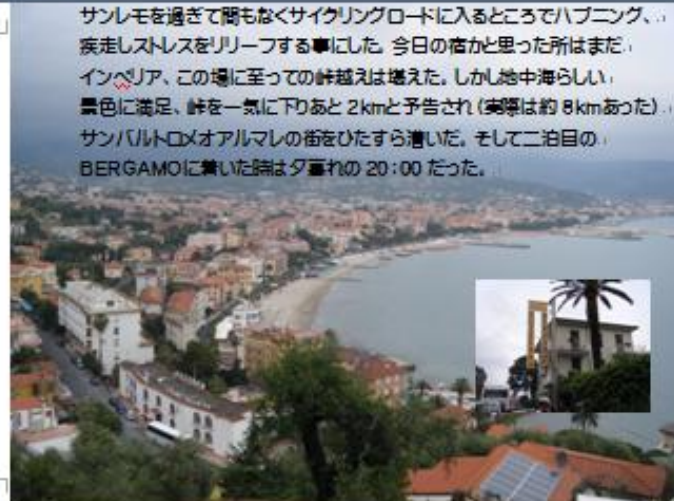 サンレモを過ぎて間もなくサイクリングロードに入るところでハプニング、
疾走しストレスをリリーフする事にした。今日の宿かと思った所はまだ
インペリア、この場に至っての峠越えは堪えた。しかし地中海らしい
景色に満足、峠を一気に下りあと2kmと予告され(実際は約8kmあった)
サンバルトロメオアルマレの街をひたすら漕いだ。そして二泊目の
BERGAMOに着いた時は夕暮れの20:00だった。